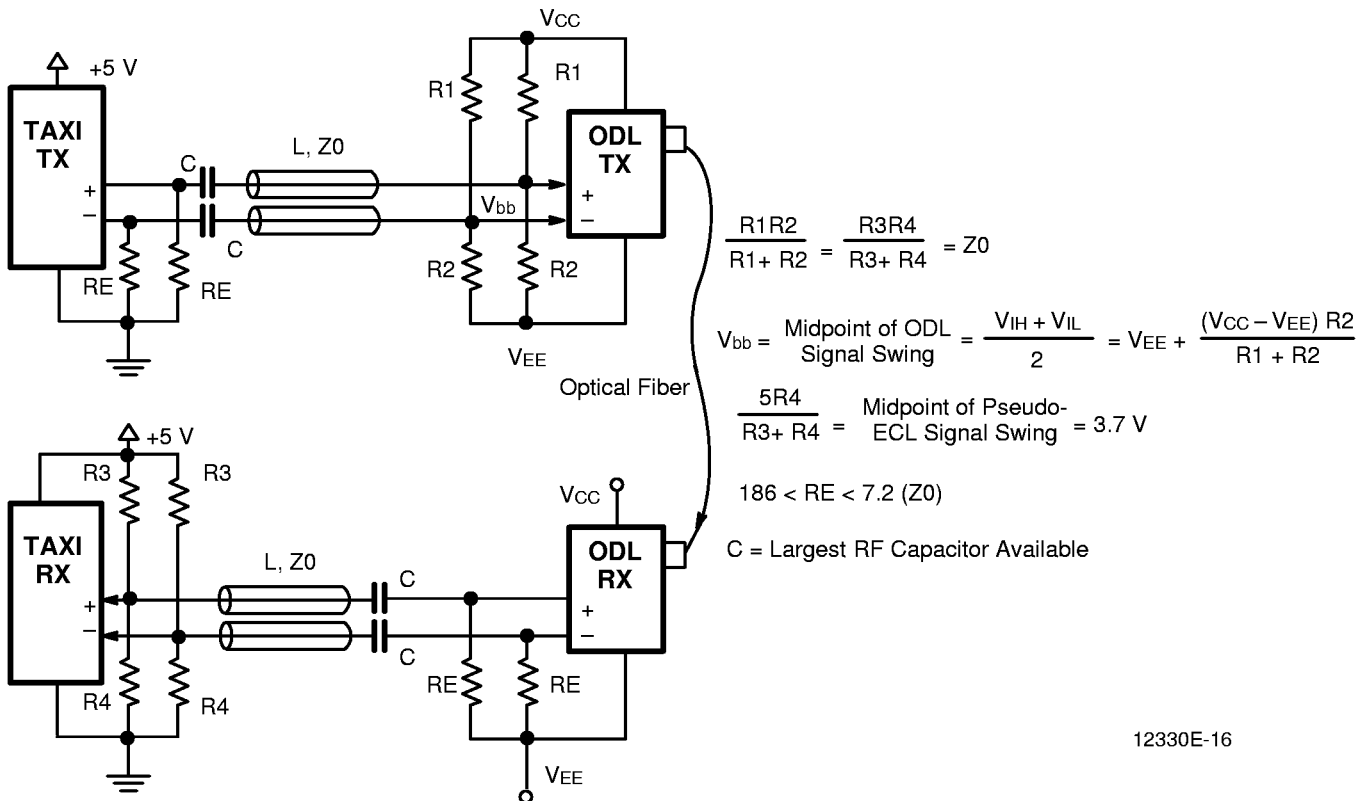 VCC
+5 V
R1
R1
TAXI
TX
ODL
TX
C
L, Z0
+
−
+
−
Vbb
C
RE
RE
R2
R2
VEE
R1R2 / R1+ R2 = R3R4 / R3+ R4 = Z0
Vbb = Midpoint of ODL Signal Swing = VIH + VIL / 2 = VEE + (VCC – VEE) R2 / R1 + R2
Optical Fiber
5R4 / R3+ R4 = Midpoint of Pseudo-ECL Signal Swing = 3.7 V
186 < RE < 7.2 (Z0)
C = Largest RF Capacitor Available
+5 V
R3
R3
VCC
TAXI
RX
ODL
RX
L, Z0
C
+
−
+
−
C
R4
R4
RE
RE
VEE
12330E-16